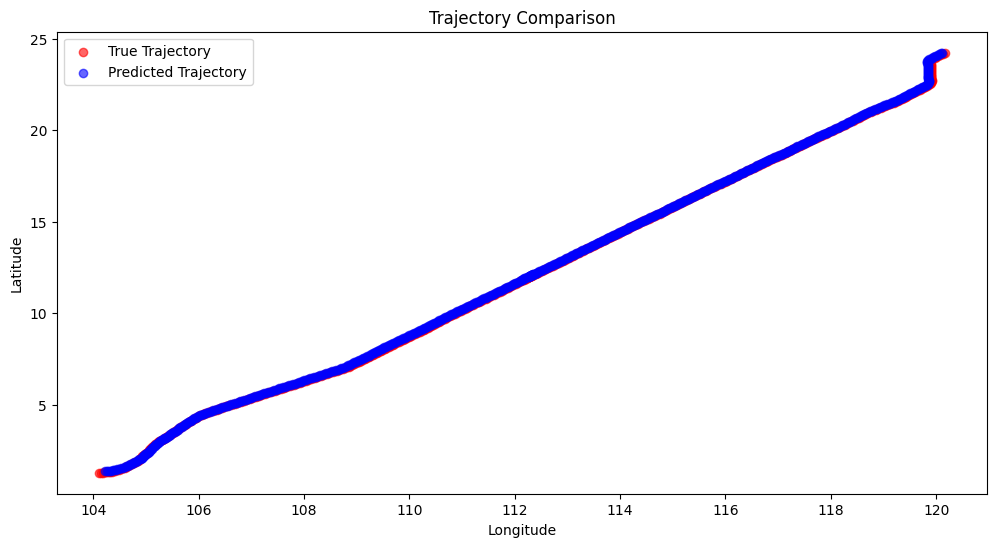 Trajectory Comparison
True Trajectory
Predicted Trajectory
25
20
15
10
5
Latitude
104 106 108 110 112 114 116 118 120
Longitude